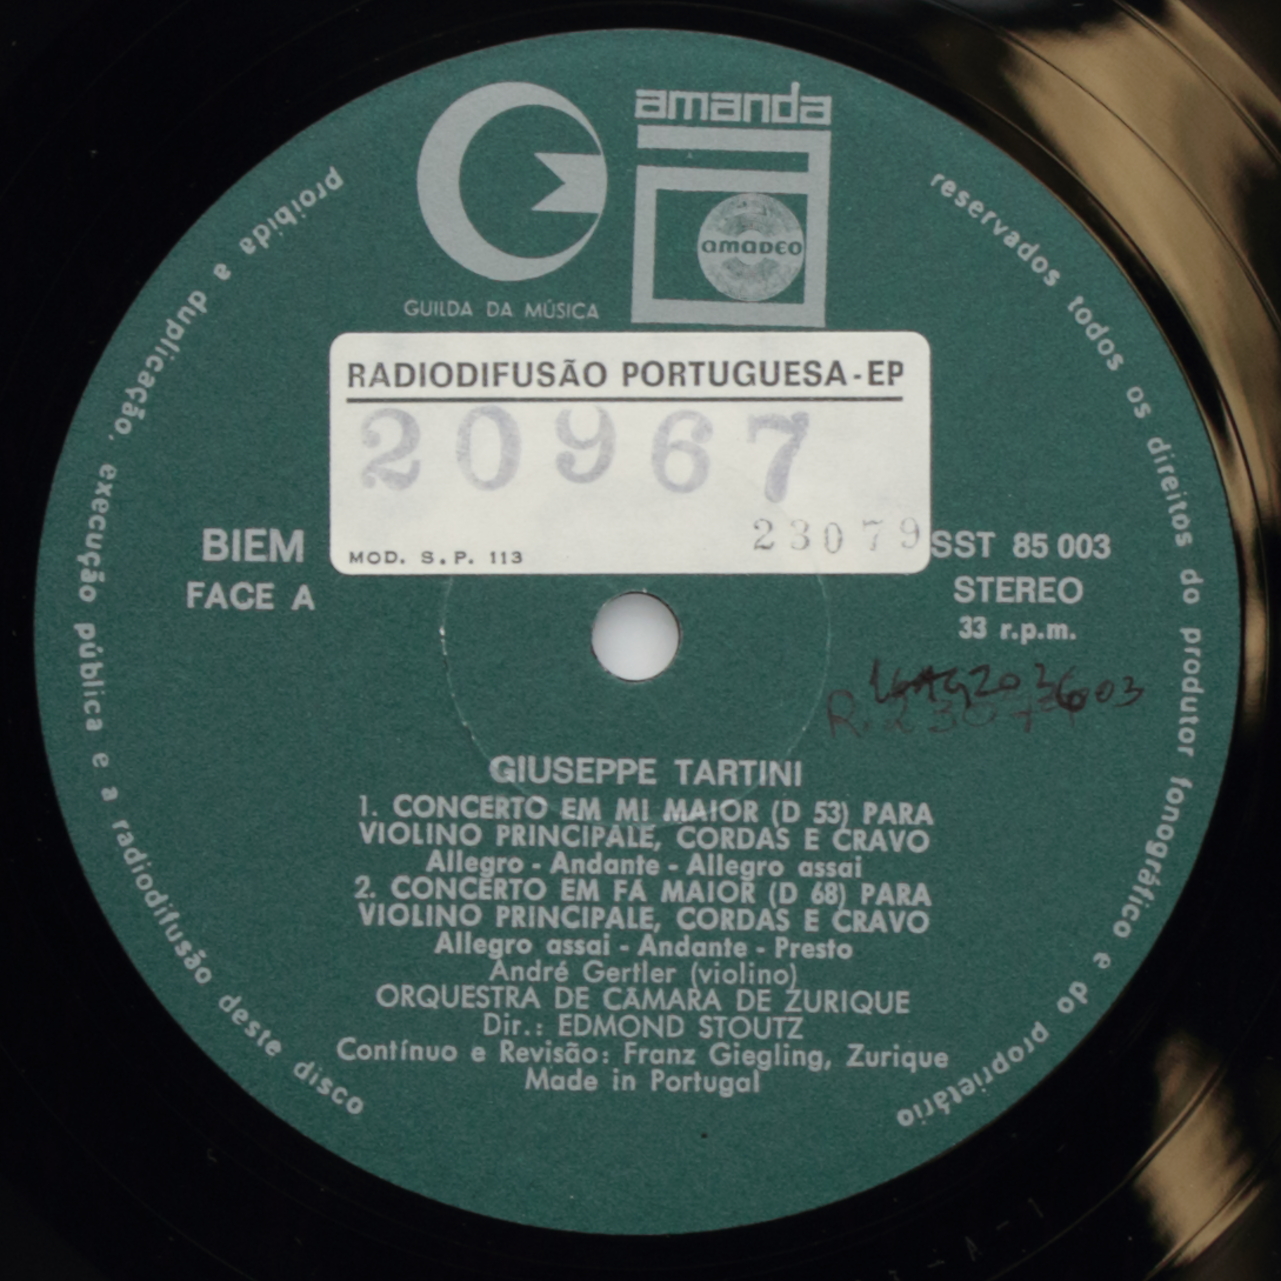 amanda
amadeo
GUILDA DA MÚSICA
proibida a duplicação, execução pública e a radiodifusão deste disco
reservados todos os direitos do produtor fonográfico e do proprietário
RADIODIFUSÃO PORTUGUESA-EP
20967
23079
MOD. S.P. 113
BIEM
FACE A
SST 85 003
STEREO
33 r.p.m.
GIUSEPPE TARTINI
1. CONCERTO EM MI MAIOR (D 53) PARA
VIOLINO PRINCIPALE, CORDAS E CRAVO
Allegro - Andante - Allegro assai
2. CONCERTO EM FA MAIOR (D 68) PARA
VIOLINO PRINCIPALE, CORDAS E CRAVO
Allegro assai - Andante - Presto
André Gertler (violino)
ORQUESTRA DE CÂMARA DE ZURIQUE
Dir.: EDMOND STOUTZ
Contínuo e Revisão: Franz Giegling, Zurique
Made in Portugal